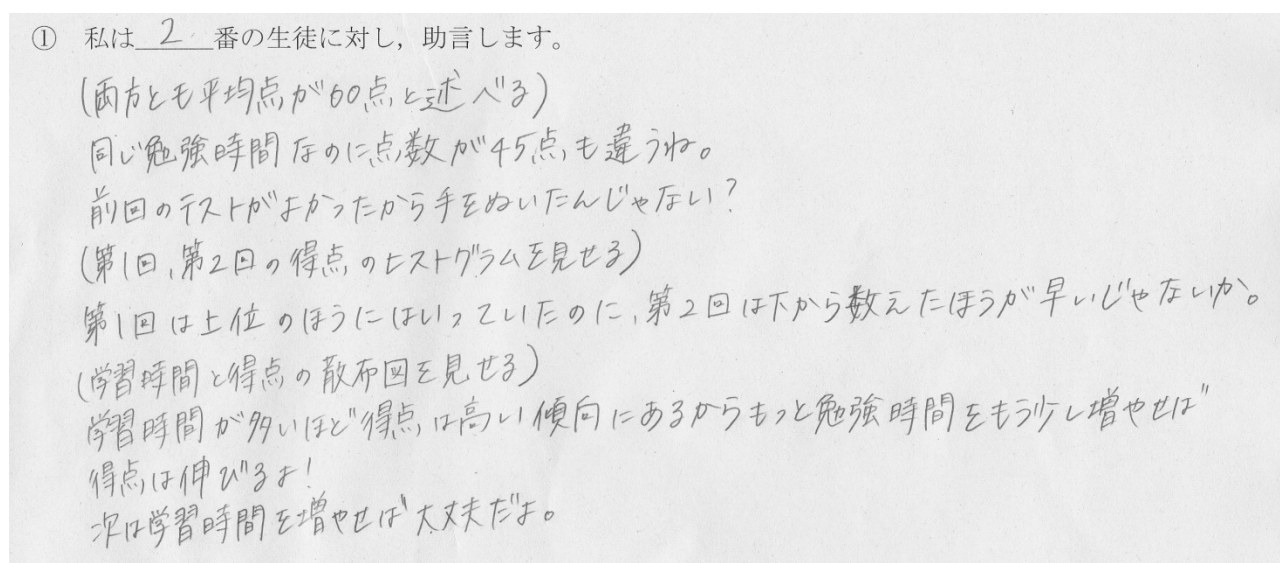 ① 私は 2 番の生徒に対し，助言します。
(両方とも平均点が60点と述べる)
同じ勉強時間なのに点数が45点も違うね。
前回のテストがよかったから手をぬいたんじゃない?
(第1回、第2回の得点のヒストグラムを見せる)
第1回は上位のほうにはいっていたのに、第2回は下から数えたほうが早いじゃないか。
(学習時間と得点の散布図を見せる)
学習時間が多いほど得点は高い傾向にあるからもっと勉強時間をもう少し増やせば
得点は伸びるよ!
次は学習時間を増やせば大丈夫だよ。